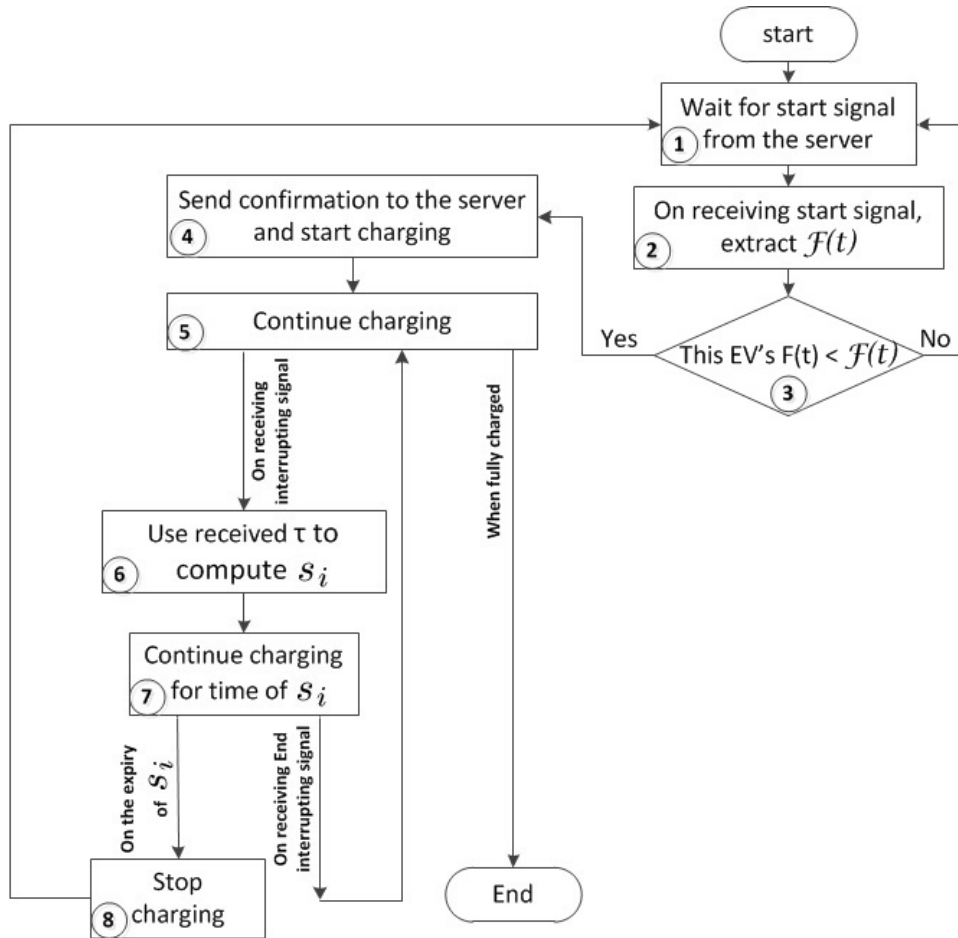 start
Wait for start signal
from the server
1
On receiving start signal,
extract ℱ(t)
2
This EV's F(t) < ℱ(t)
3
Yes
No
Send confirmation to the server
and start charging
4
Continue charging
5
On receiving
interrupting signal
When fully charged
Use received τ to
compute s_i
6
Continue charging
for time of s_i
7
On the expiry
of s_i
On receiving End
interrupting signal
Stop
charging
8
End